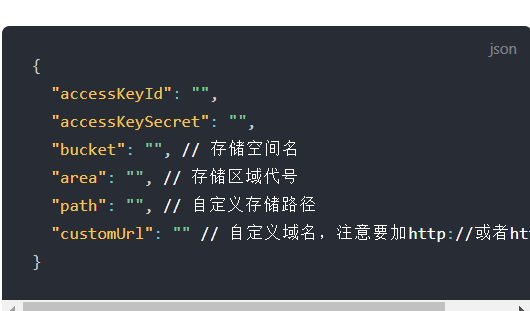 json
{
  "accessKeyId": "",
  "accessKeySecret": "",
  "bucket": "", // 存储空间名
  "area": "", // 存储区域代号
  "path": "", // 自定义存储路径
  "customUrl": "" // 自定义域名，注意要加http://或者ht
}